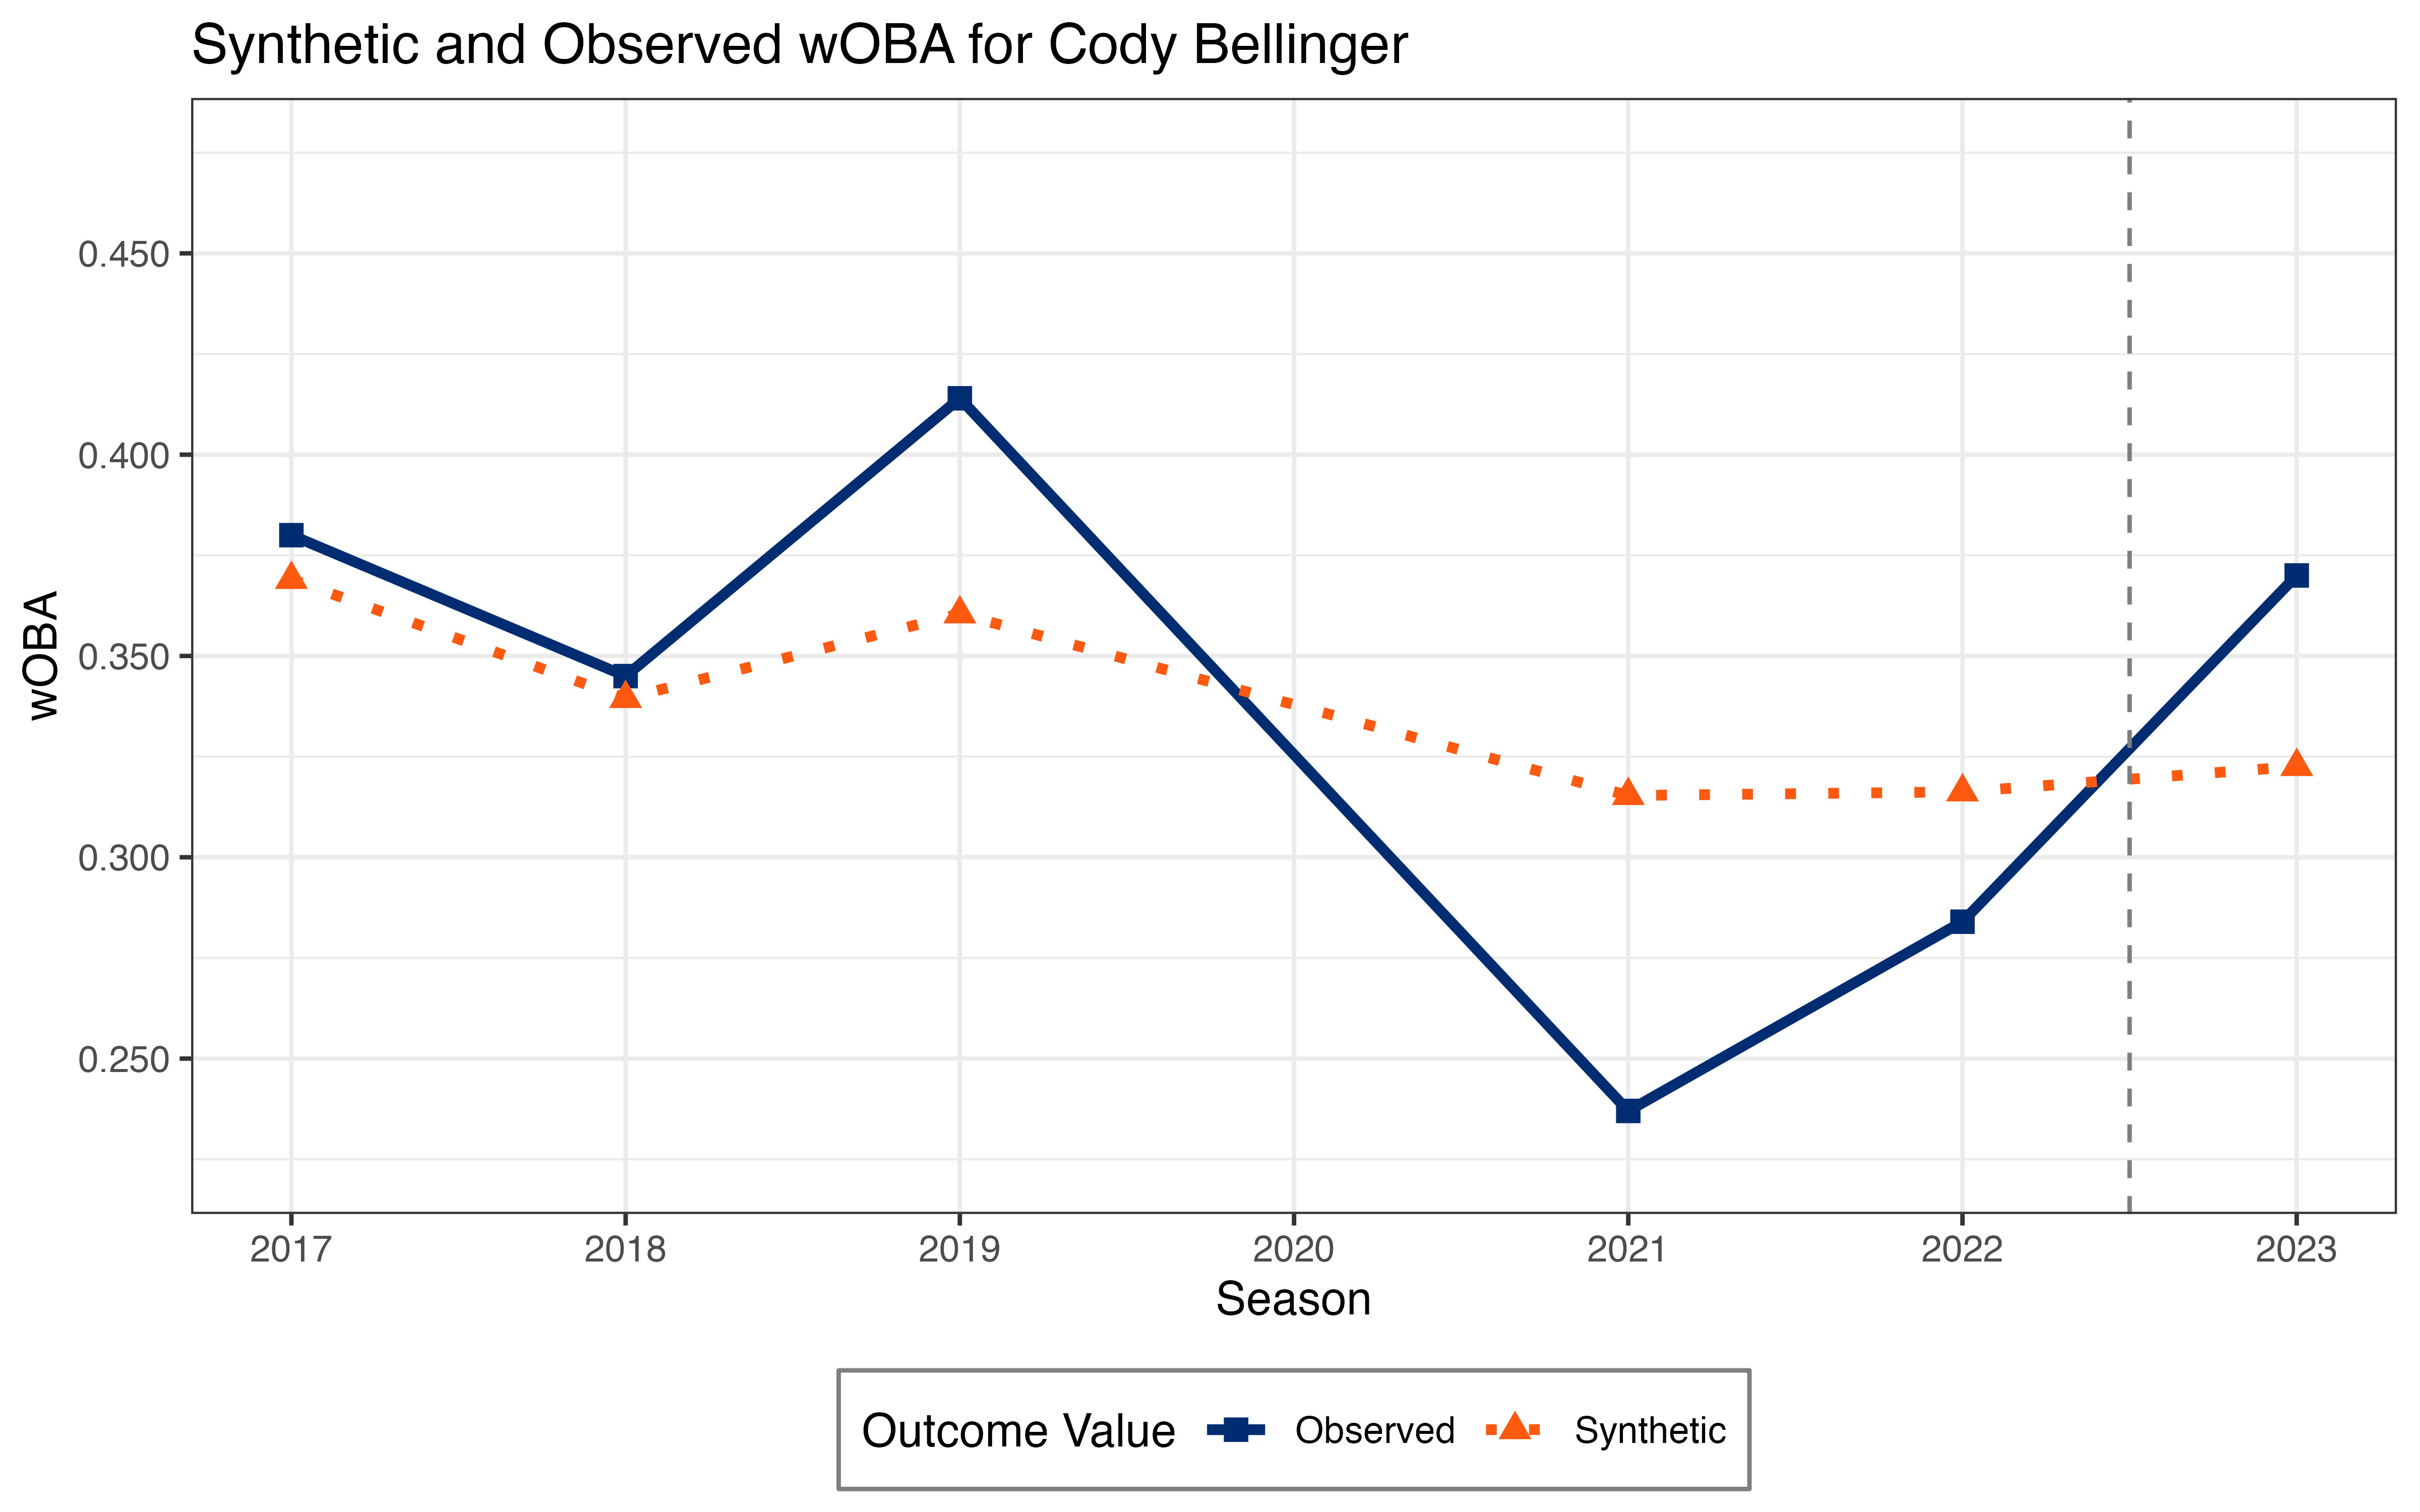 Synthetic and Observed wOBA for Cody Bellinger
wOBA
0.450
0.400
0.350
0.300
0.250
2017 2018 2019 2020 2021 2022 2023
Season
Outcome Value Observed Synthetic